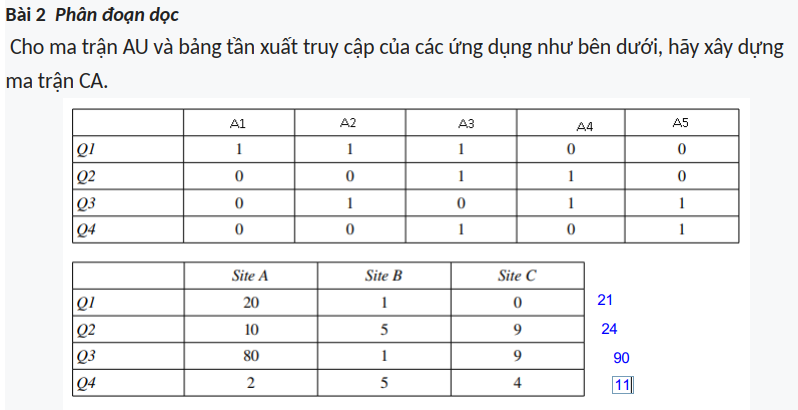 Bài 2 Phân đoạn dọc
Cho ma trận AU và bảng tần xuất truy cập của các ứng dụng như bên dưới, hãy xây dựng
ma trận CA.
A1 A2 A3 A4 A5
Q1 1 1 1 0 0
Q2 0 0 1 1 0
Q3 0 1 0 1 1
Q4 0 0 1 0 1
Site A Site B Site C
Q1 20 1 0 21
Q2 10 5 9 24
Q3 80 1 9 90
Q4 2 5 4 11